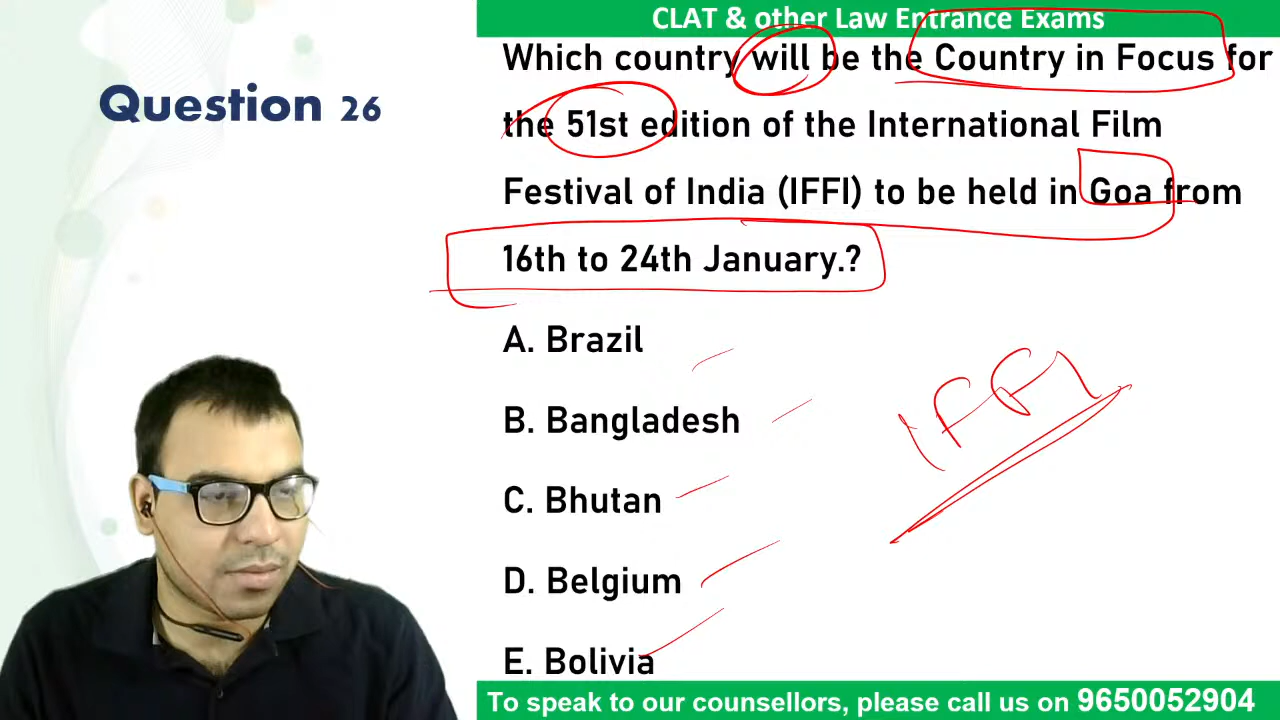 CLAT & other Law Entrance Exams
Question 26
Which country will be the Country in Focus for
the 51st edition of the International Film
Festival of India (IFFI) to be held in Goa from
16th to 24th January.?
A. Brazil
B. Bangladesh
C. Bhutan
D. Belgium
E. Bolivia
IFFI
To speak to our counsellors, please call us on 9650052904